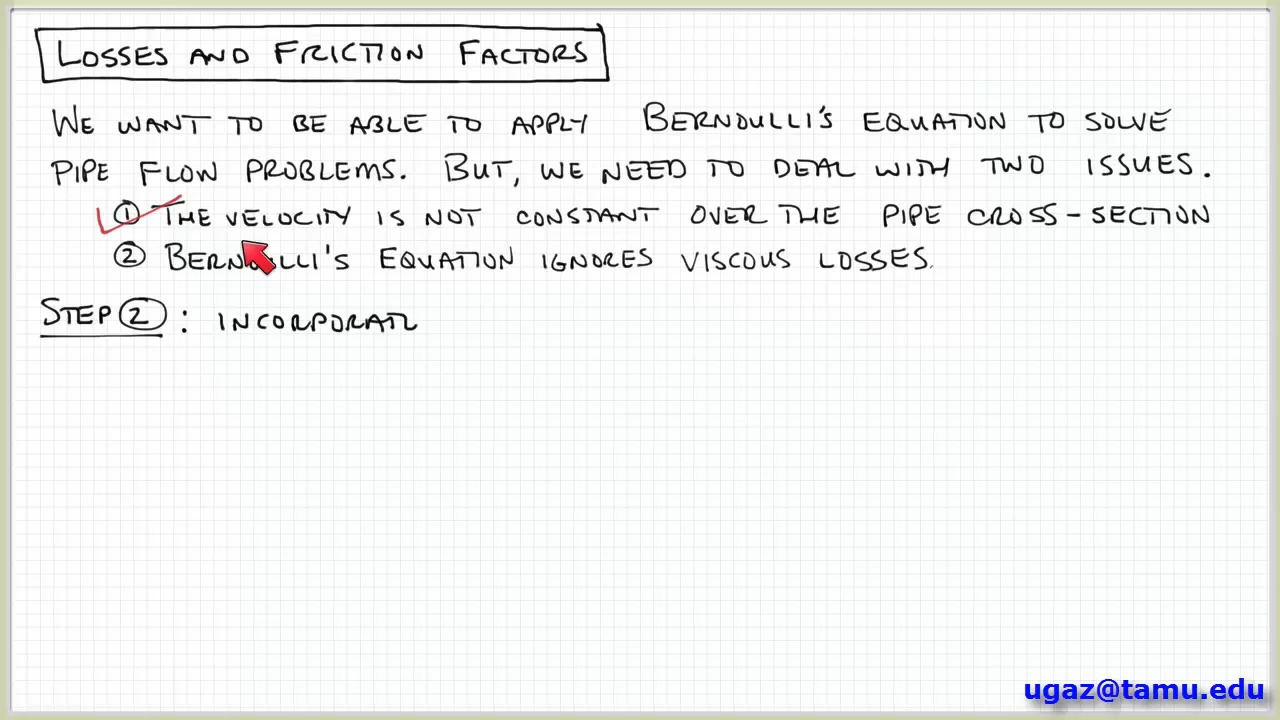 LOSSES AND FRICTION FACTORS
WE WANT TO BE ABLE TO APPLY BERNOULLI'S EQUATION TO SOLVE
PIPE FLOW PROBLEMS. BUT, WE NEED TO DEAL WITH TWO ISSUES.
① THE VELOCITY IS NOT CONSTANT OVER THE PIPE CROSS-SECTION
② BERNOULLI'S EQUATION IGNORES VISCOUS LOSSES.
STEP ②: INCORPORAT
ugaz@tamu.edu